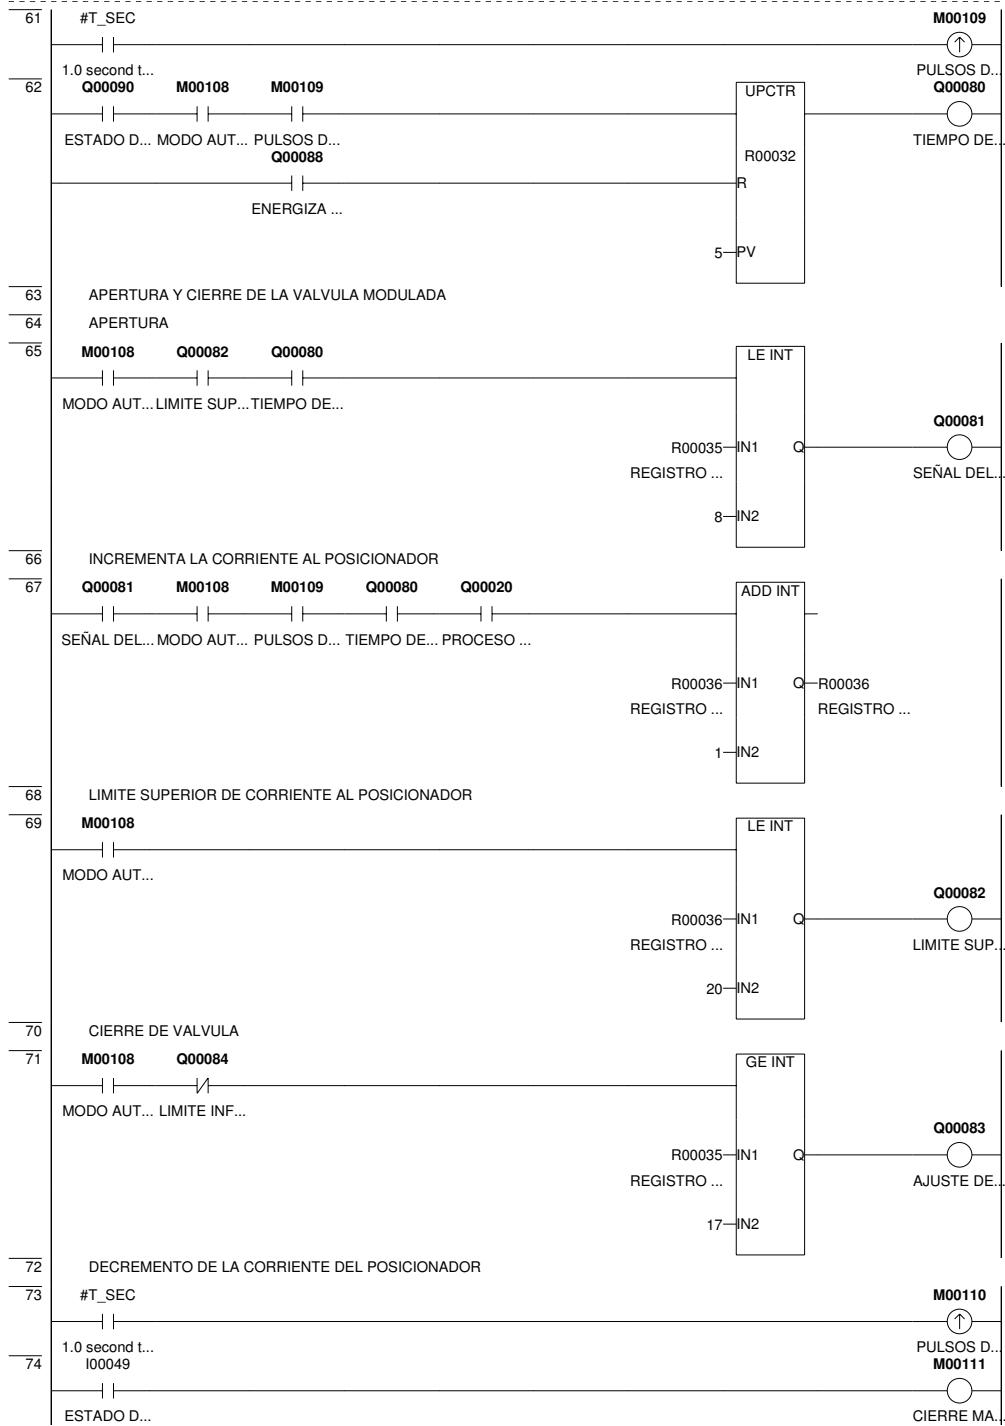 61 #T_SEC M00109
1.0 second t... PULSOS D...
62 Q00090 M00108 M00109 UPCTR Q00080
ESTADO D... MODO AUT... PULSOS D... TIEMPO DE...
Q00088 R00032
R
ENERGIZA ...
5 PV
63 APERTURA Y CIERRE DE LA VALVULA MODULADA
64 APERTURA
65 M00108 Q00082 Q00080 LE INT
MODO AUT... LIMITE SUP... TIEMPO DE...
Q00081
R00035 IN1 Q
REGISTRO ... SEÑAL DEL...
8 IN2
66 INCREMENTA LA CORRIENTE AL POSICIONADOR
67 Q00081 M00108 M00109 Q00080 Q00020 ADD INT
SEÑAL DEL... MODO AUT... PULSOS D... TIEMPO DE... PROCESO ...
R00036 IN1 Q R00036
REGISTRO ... REGISTRO ...
1 IN2
68 LIMITE SUPERIOR DE CORRIENTE AL POSICIONADOR
69 M00108 LE INT
MODO AUT...
Q00082
R00036 IN1 Q
REGISTRO ... LIMITE SUP...
20 IN2
70 CIERRE DE VALVULA
71 M00108 Q00084 GE INT
MODO AUT... LIMITE INF...
Q00083
R00035 IN1 Q
REGISTRO ... AJUSTE DE...
17 IN2
72 DECREMENTO DE LA CORRIENTE DEL POSICIONADOR
73 #T_SEC M00110
1.0 second t... PULSOS D...
74 I00049 M00111
ESTADO D... CIERRE MA...